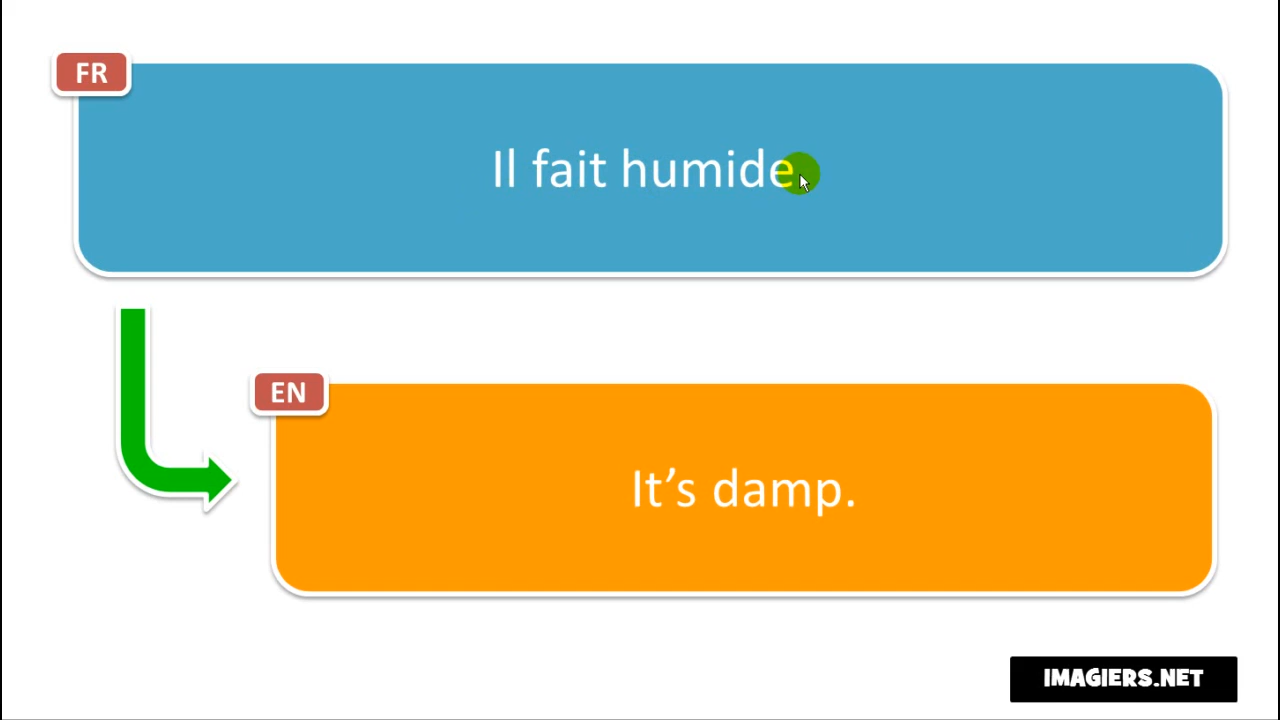 FR
Il fait humide.
EN
It’s damp.
IMAGIERS.NET